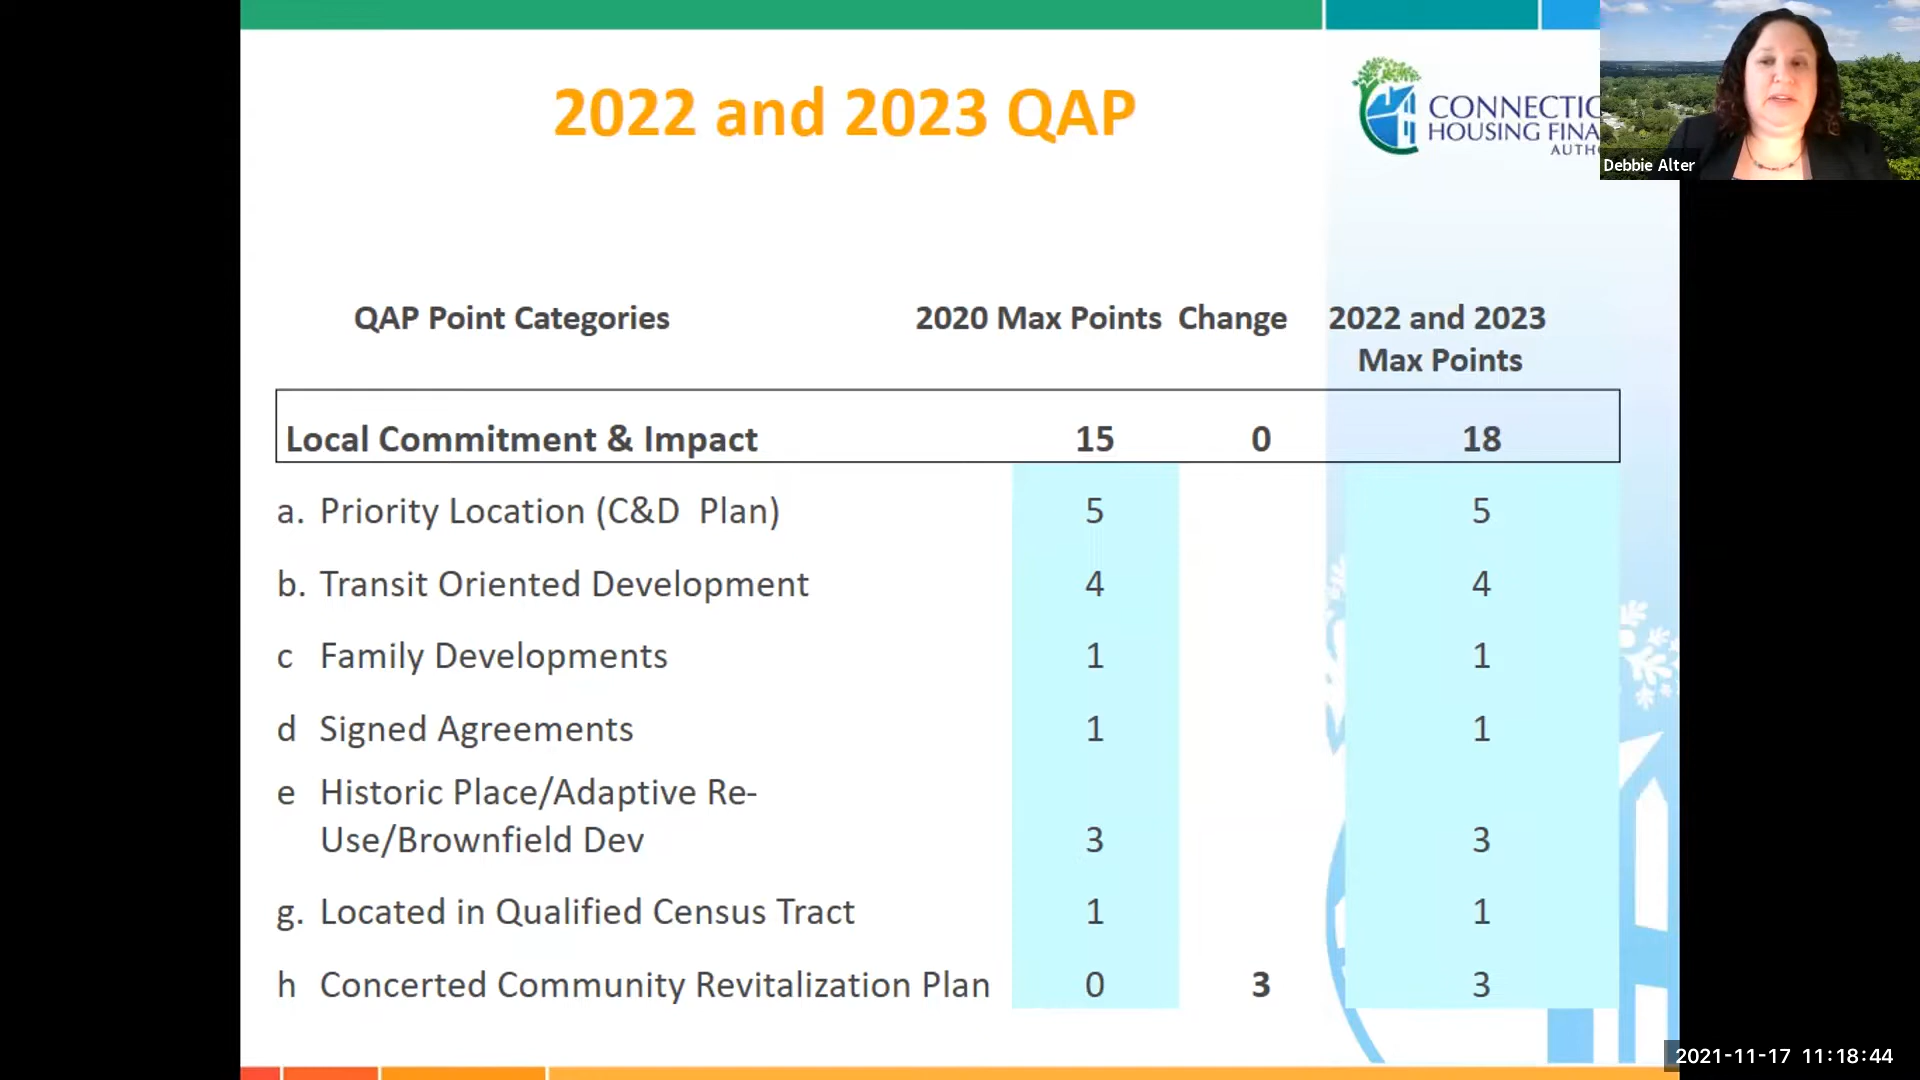 2022 and 2023 QAP
CONNECTIC
HOUSING FINA
AUTH
Debbie Alter
QAP Point Categories 2020 Max Points Change 2022 and 2023
Max Points
Local Commitment & Impact 15 0 18
a. Priority Location (C&D Plan) 5 5
b. Transit Oriented Development 4 4
c Family Developments 1 1
d Signed Agreements 1 1
e Historic Place/Adaptive Re-
Use/Brownfield Dev 3 3
g. Located in Qualified Census Tract 1 1
h Concerted Community Revitalization Plan 0 3 3
2021-11-17 11:18:44